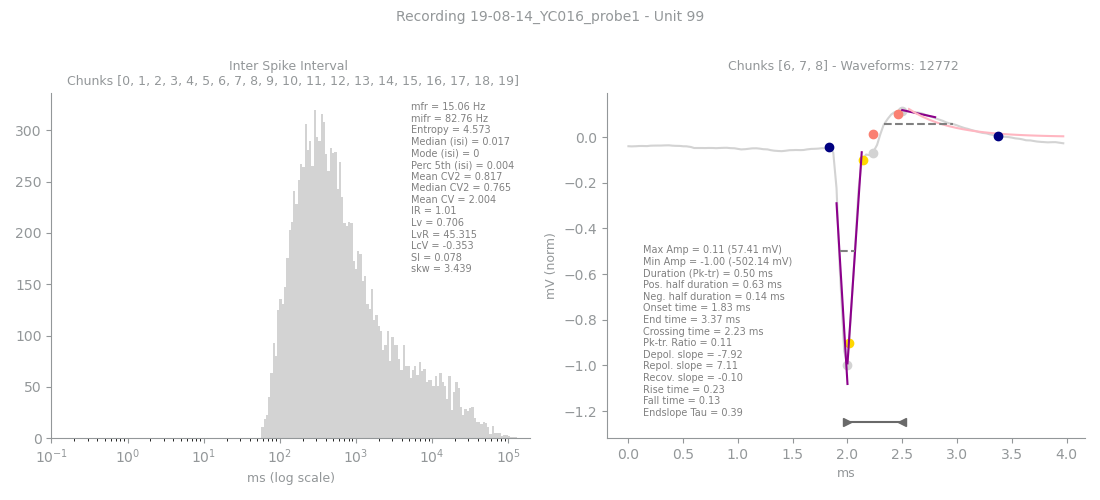 Recording 19-08-14_YC016_probe1 - Unit 99
Inter Spike Interval
Chunks [0, 1, 2, 3, 4, 5, 6, 7, 8, 9, 10, 11, 12, 13, 14, 15, 16, 17, 18, 19]
300
250
200
150
100
50
0
10⁻¹
10⁰
10¹
10²
10³
10⁴
10⁵
ms (log scale)
mfr = 15.06 Hz
mifr = 82.76 Hz
Entropy = 4.573
Median (isi) = 0.017
Mode (isi) = 0
Perc 5th (isi) = 0.004
Mean CV2 = 0.817
Median CV2 = 0.765
Mean CV = 2.004
IR = 1.01
Lv = 0.706
LvR = 45.315
LcV = -0.353
SI = 0.078
skw = 3.439
Chunks [6, 7, 8] - Waveforms: 12772
mV (norm)
0.0
−0.2
−0.4
−0.6
−0.8
−1.0
−1.2
Max Amp = 0.11 (57.41 mV)
Min Amp = -1.00 (-502.14 mV)
Duration (Pk-tr) = 0.50 ms
Pos. half duration = 0.63 ms
Neg. half duration = 0.14 ms
Onset time = 1.83 ms
End time = 3.37 ms
Crossing time = 2.23 ms
Pk-tr. Ratio = 0.11
Depol. slope = -7.92
Repol. slope = 7.11
Recov. slope = -0.10
Rise time = 0.23
Fall time = 0.13
Endslope Tau = 0.39
0.0
0.5
1.0
1.5
2.0
2.5
3.0
3.5
4.0
ms